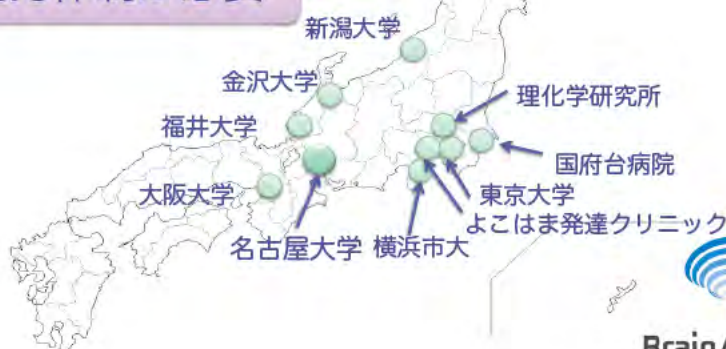 新潟大学
金沢大学
理化学研究所
福井大学
国府台病院
大阪大学
東京大学
よこはま発達クリニック
名古屋大学
横浜市大
Brain